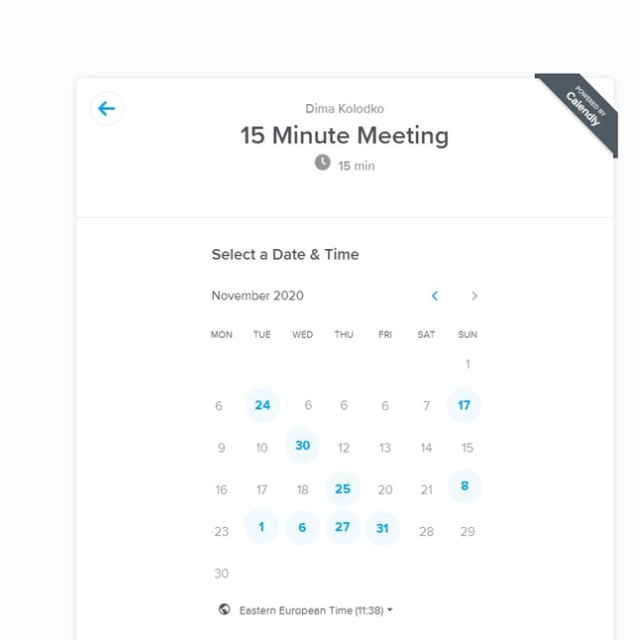 POWERED BY
Calendly
Dima Kolodko
15 Minute Meeting
15 min
Select a Date & Time
November 2020
MON TUE WED THU FRI SAT SUN
1
6 24 6 6 6 7 17
9 10 30 12 13 14 15
16 17 18 25 20 21 8
23 1 6 27 31 28 29
30
Eastern European Time (11:38)